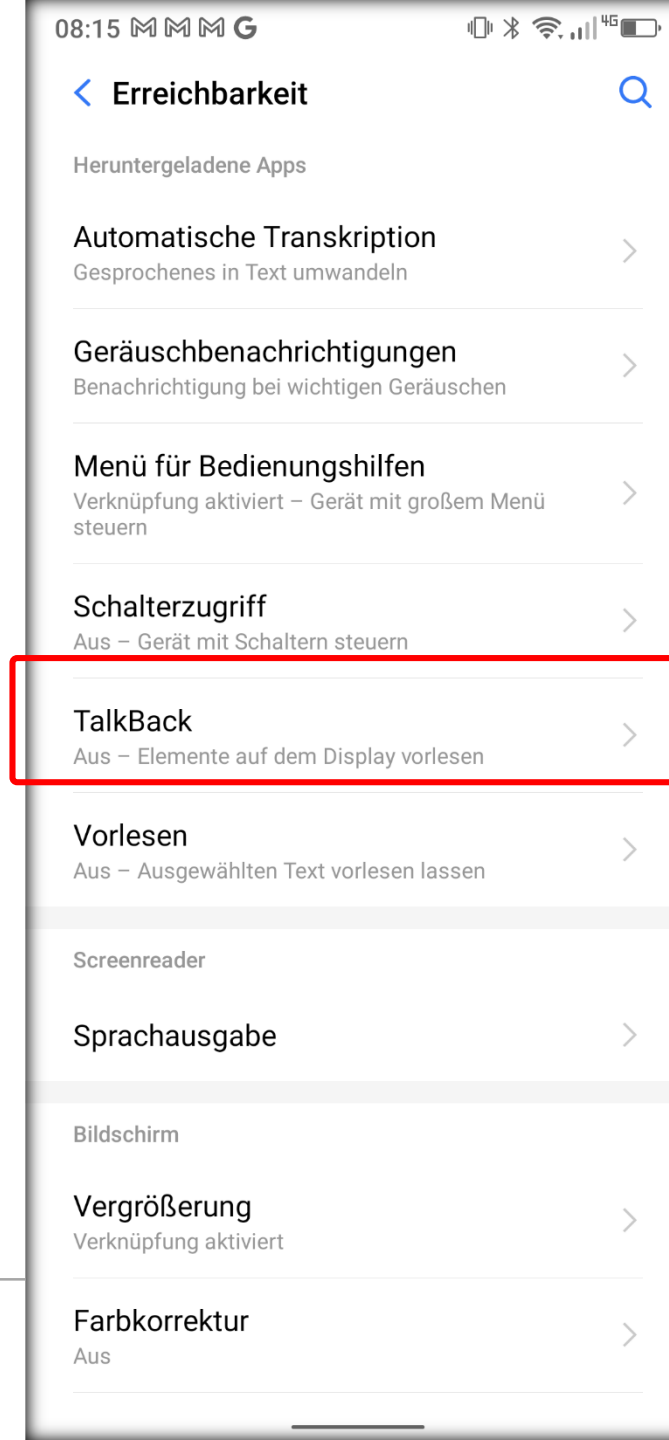 08:15
4G
Erreichbarkeit
Heruntergeladene Apps
Automatische Transkription
Gesprochenes in Text umwandeln
Geräuschbenachrichtigungen
Benachrichtigung bei wichtigen Geräuschen
Menü für Bedienungshilfen
Verknüpfung aktiviert – Gerät mit großem Menü
steuern
Schalterzugriff
Aus – Gerät mit Schaltern steuern
TalkBack
Aus – Elemente auf dem Display vorlesen
Vorlesen
Aus – Ausgewählten Text vorlesen lassen
Screenreader
Sprachausgabe
Bildschirm
Vergrößerung
Verknüpfung aktiviert
Farbkorrektur
Aus